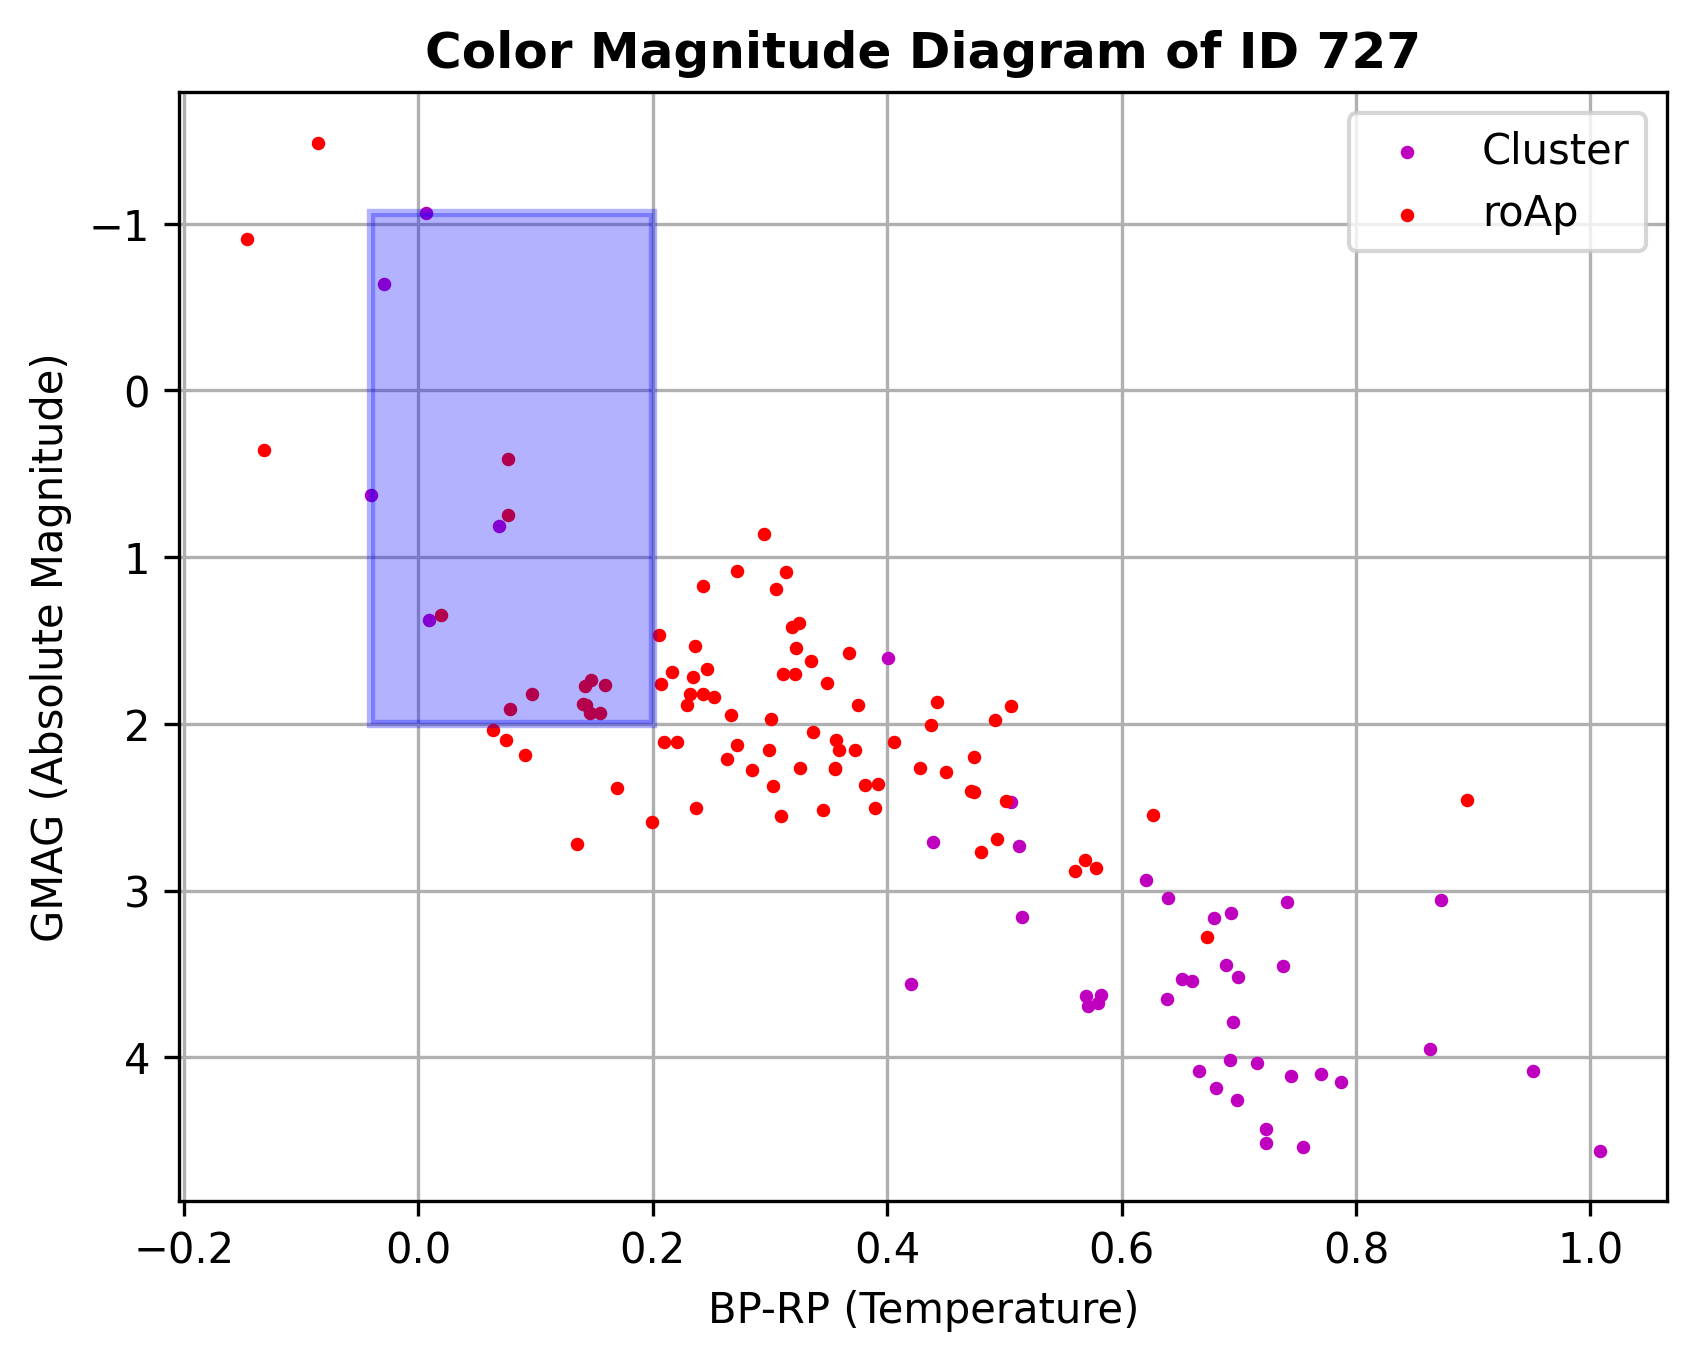 Color Magnitude Diagram of ID 727
Cluster
roAp
GMAG (Absolute Magnitude)
−1
0
1
2
3
4
−0.2 0.0 0.2 0.4 0.6 0.8 1.0
BP-RP (Temperature)